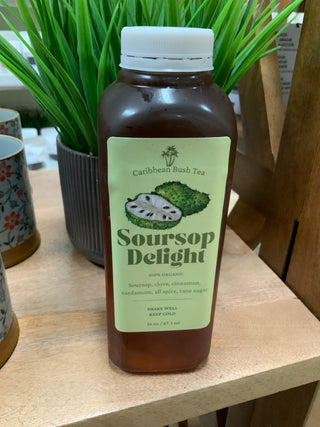 Caribbean Bush Tea
Soursop
Delight
100% ORGANIC
Soursop, clove, cinnamon,
cardamom, all spice, cane sugar
SHAKE WELL
KEEP COLD